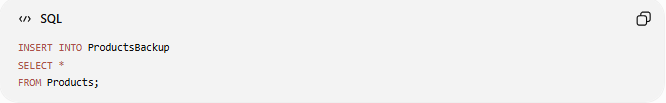 SQL
INSERT INTO ProductsBackup
SELECT *
FROM Products;